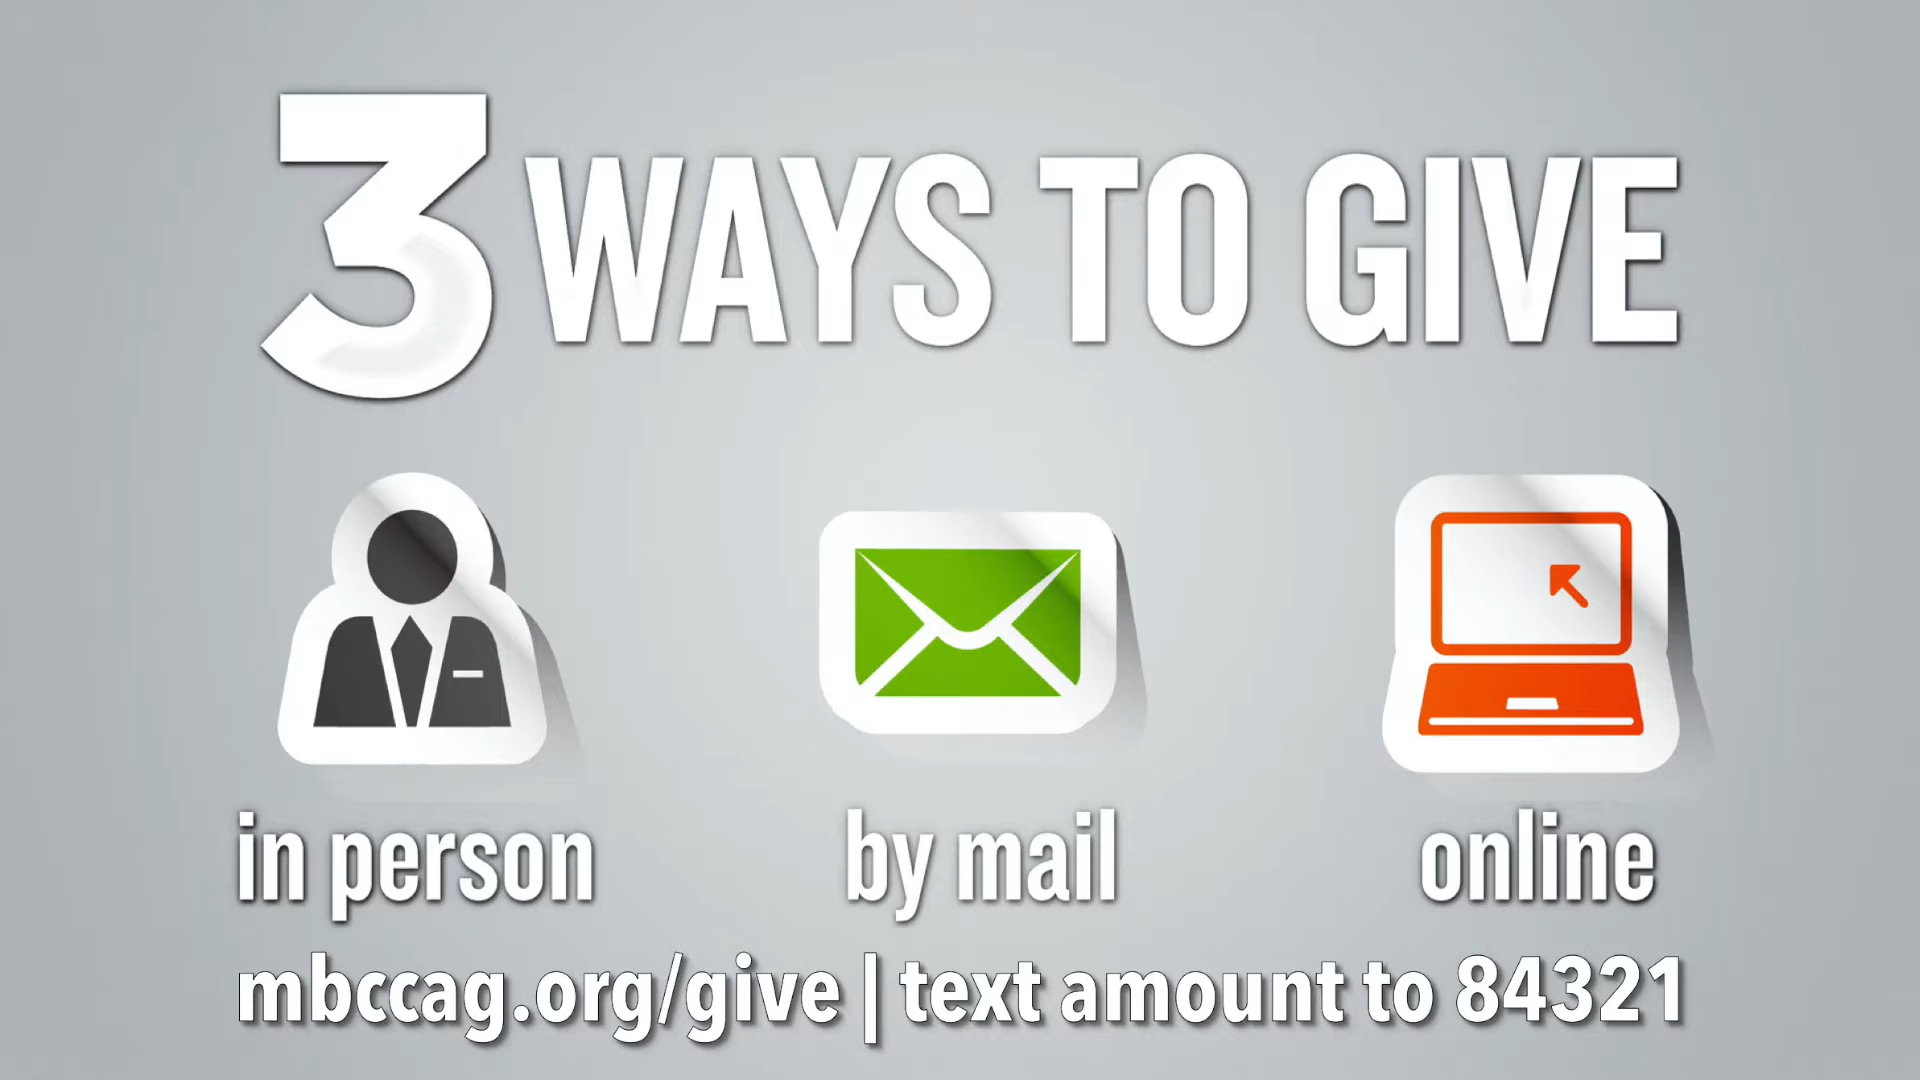 3 WAYS TO GIVE
in person
by mail
online
mbccag.org/give | text amount to 84321